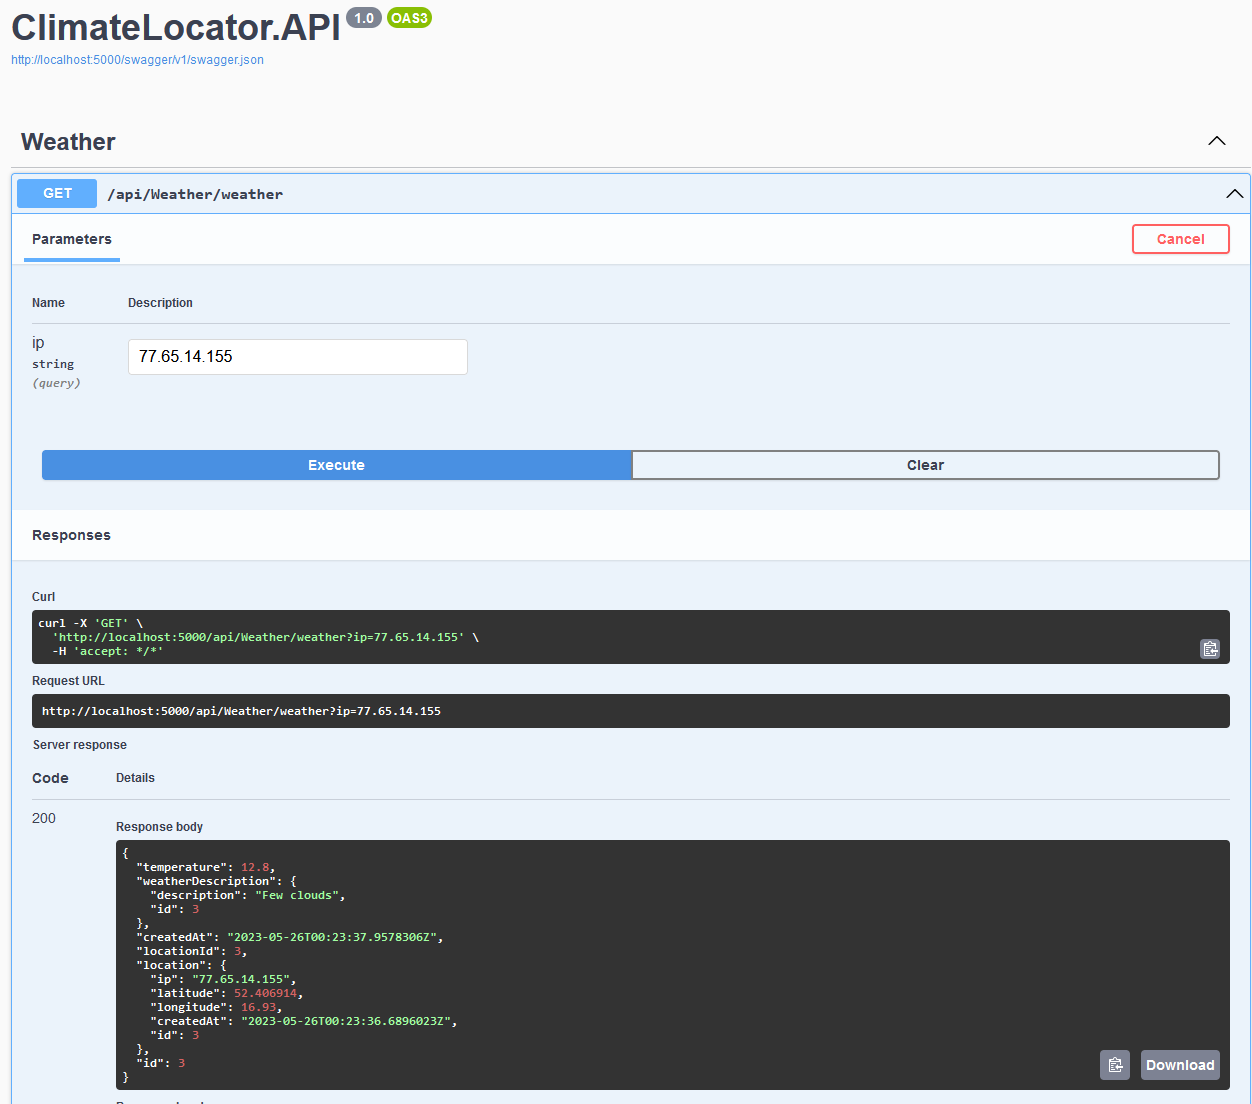 ClimateLocator.API 1.0 OAS3
http://localhost:5000/swagger/v1/swagger.json
Weather
GET /api/Weather/weather
Parameters
Cancel
Name Description
ip
string
(query)
77.65.14.155
Execute
Clear
Responses
Curl
curl -X 'GET' \
  'http://localhost:5000/api/Weather/weather?ip=77.65.14.155' \
  -H 'accept: */*'
Request URL
http://localhost:5000/api/Weather/weather?ip=77.65.14.155
Server response
Code Details
200
Response body
{
  "temperature": 12.8,
  "weatherDescription": {
    "description": "Few clouds",
    "id": 3
  },
  "createdAt": "2023-05-26T00:23:37.9578306Z",
  "locationId": 3,
  "location": {
    "ip": "77.65.14.155",
    "latitude": 52.406914,
    "longitude": 16.93,
    "createdAt": "2023-05-26T00:23:36.6896023Z",
    "id": 3
  },
  "id": 3
}
Download